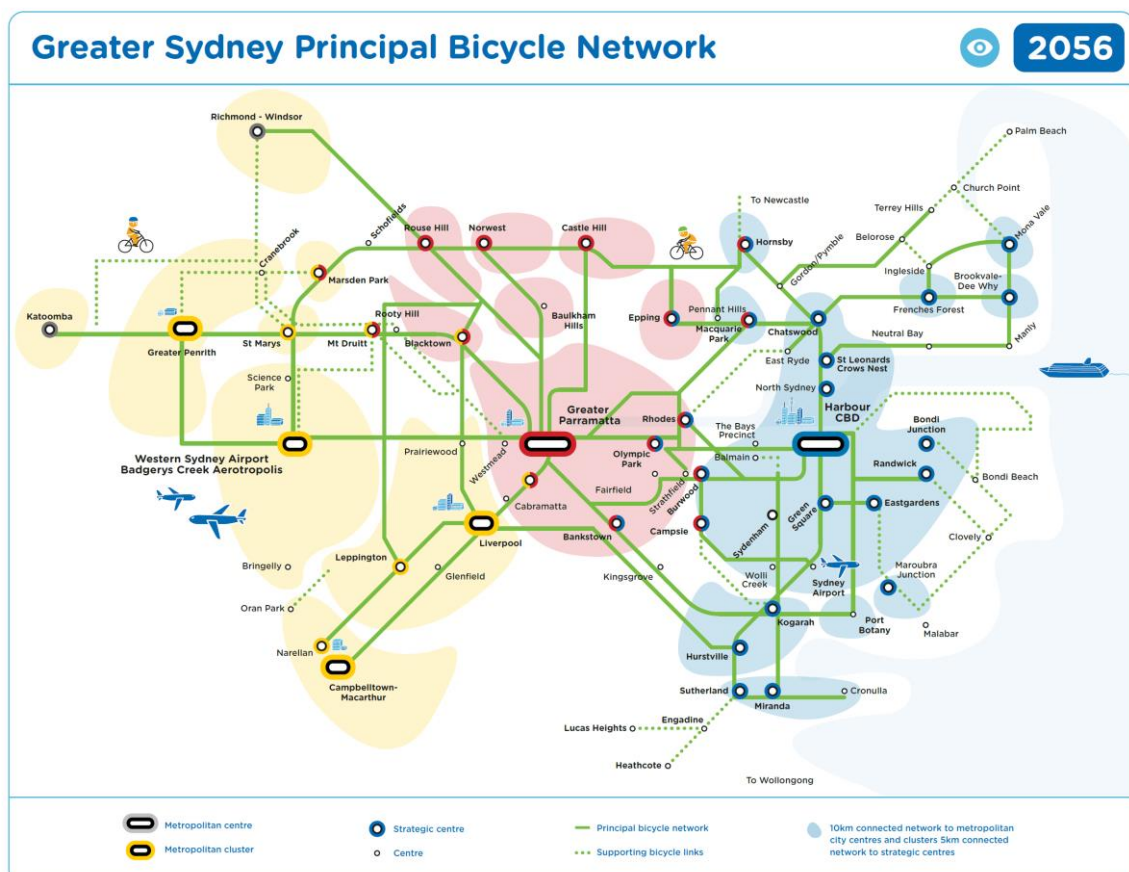 Greater Sydney Principal Bicycle Network
2056
Richmond - Windsor
Palm Beach
Church Point
To Newcastle
Terrey Hills
Mona Vale
Schofields
Rouse Hill
Norwest
Castle Hill
Hornsby
Gordon/Pymble
Belorose
Cranebrook
Marsden Park
Ingleside
Brookvale-
Dee Why
Katoomba
Rooty Hill
Baulkham
Hills
Epping
Pennant Hills
Macquarie
Park
Chatswood
Frenches Forest
Greater Penrith
St Marys
Mt Druitt
Blacktown
Neutral Bay
Manly
East Ryde
St Leonards
Crows Nest
Science
Park
North Sydney
Greater
Parramatta
Rhodes
Harbour
CBD
Bondi
Junction
The Bays
Precinct
Western Sydney Airport
Badgerys Creek Aerotropolis
Prairiewood
Westmead
Olympic
Park
Balmain
Randwick
Strathfield
Burwood
Bondi Beach
Fairfield
Cabramatta
Green
Square
Eastgardens
Liverpool
Bankstown
Campsie
Sydenham
Clovely
Leppington
Bringelly
Glenfield
Kingsgrove
Wolli
Creek
Sydney
Airport
Maroubra
Junction
Oran Park
Kogarah
Port
Botany
Malabar
Narellan
Hurstville
Campbelltown-
Macarthur
Sutherland
Miranda
Cronulla
Lucas Heights
Engadine
Heathcote
To Wollongong
Metropolitan centre
Metropolitan cluster
Strategic centre
Centre
Principal bicycle network
Supporting bicycle links
10km connected network to metropolitan
city centres and clusters 5km connected
network to strategic centres